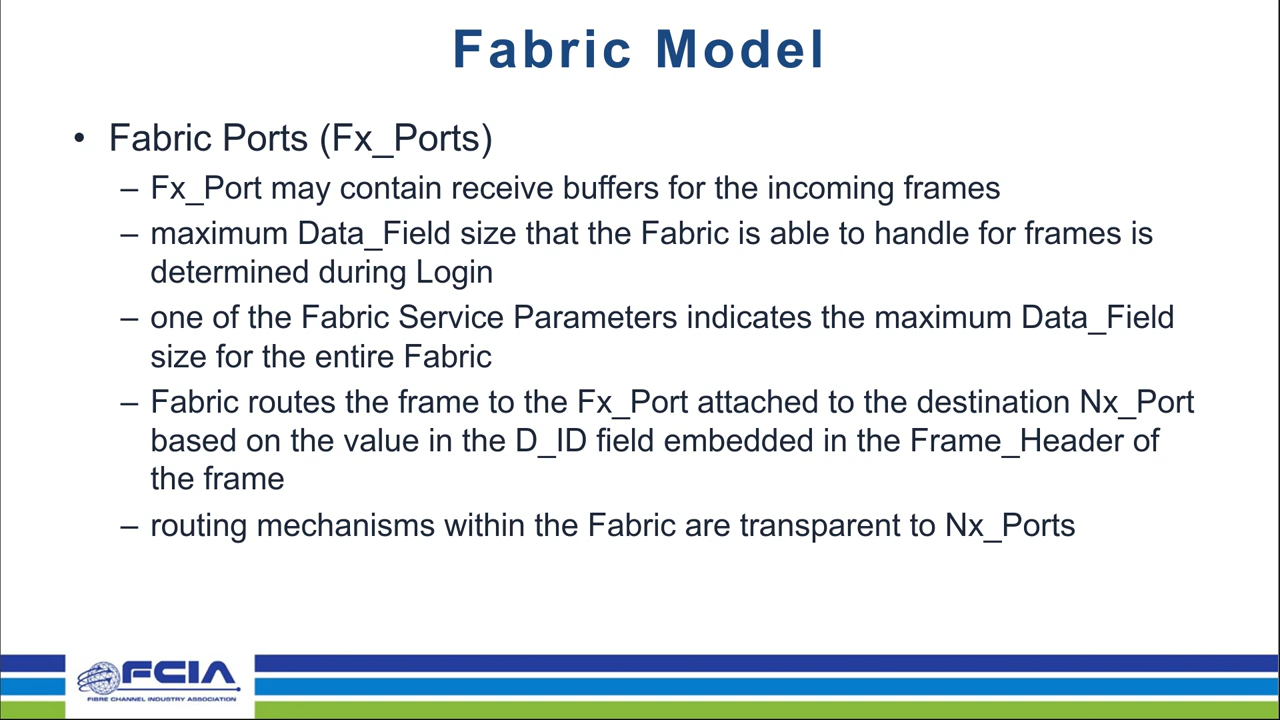 Fabric Model
• Fabric Ports (Fx_Ports)
– Fx_Port may contain receive buffers for the incoming frames
– maximum Data_Field size that the Fabric is able to handle for frames is
determined during Login
– one of the Fabric Service Parameters indicates the maximum Data_Field
size for the entire Fabric
– Fabric routes the frame to the Fx_Port attached to the destination Nx_Port
based on the value in the D_ID field embedded in the Frame_Header of
the frame
– routing mechanisms within the Fabric are transparent to Nx_Ports
FCIA
FIBRE CHANNEL INDUSTRY ASSOCIATION